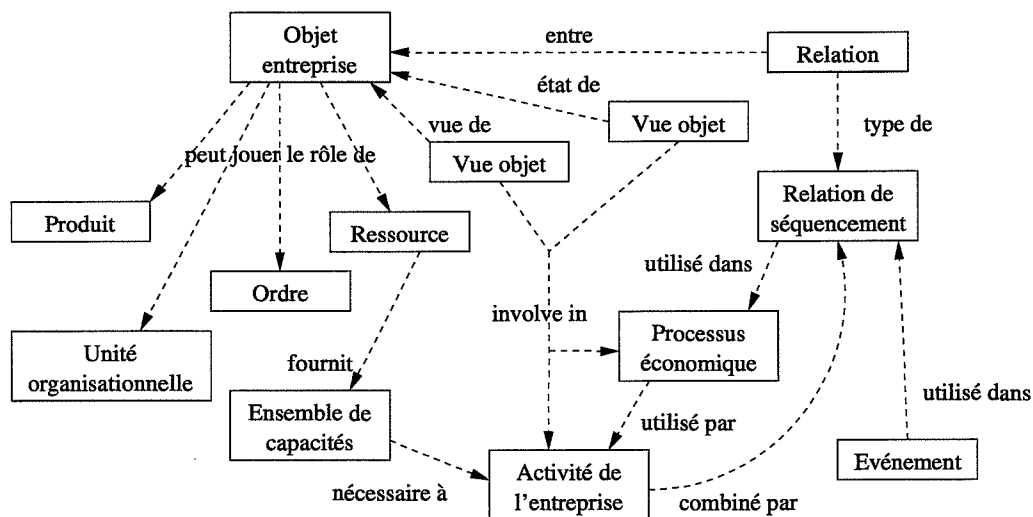 Objet
entreprise
entre
Relation
état de
Vue objet
vue de
Vue objet
type de
peut jouer le rôle de
Produit
Ressource
Relation de
séquencement
utilisé dans
Ordre
involve in
Processus
économique
Unité
organisationnelle
fournit
Ensemble de
capacités
utilisé par
utilisé dans
Evénement
nécessaire à
Activité de
l'entreprise
combiné par